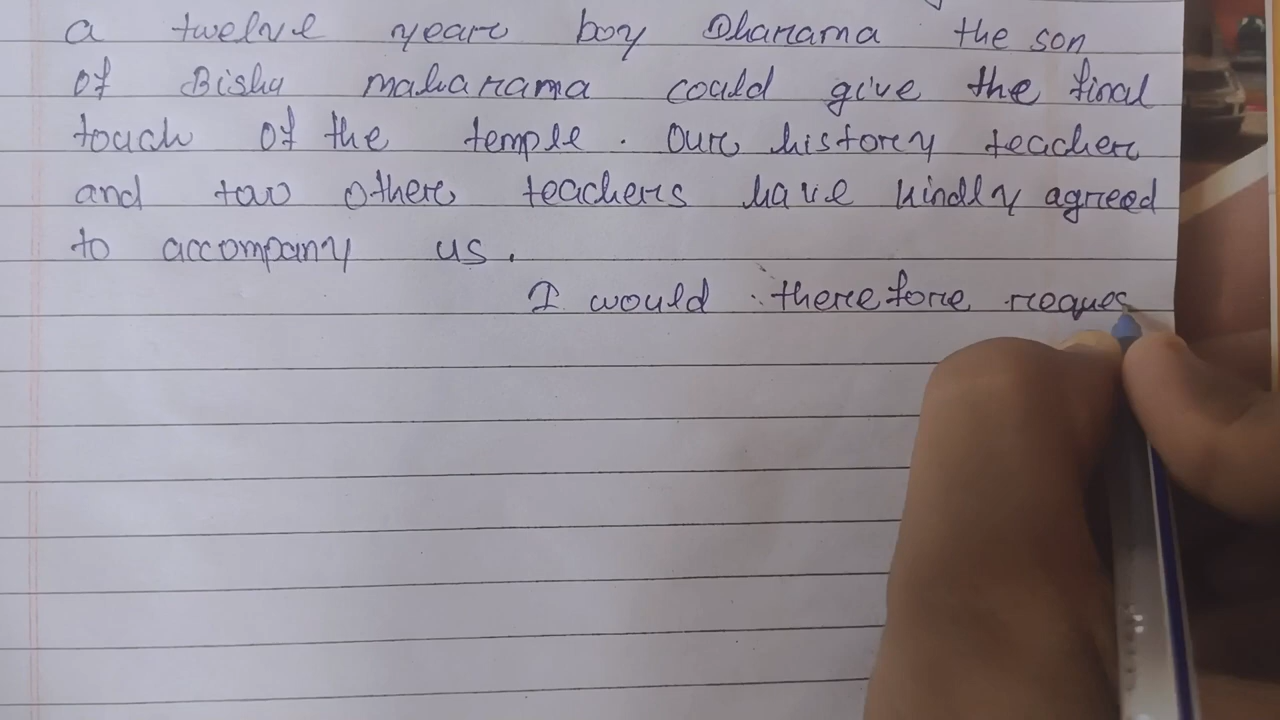 a twelve year boy Dharama the son
of Bishu maharama could give the final
touch of the temple. Our history teacher
and two other teachers have kindly agreed
to accompany us.
I would therefore reques